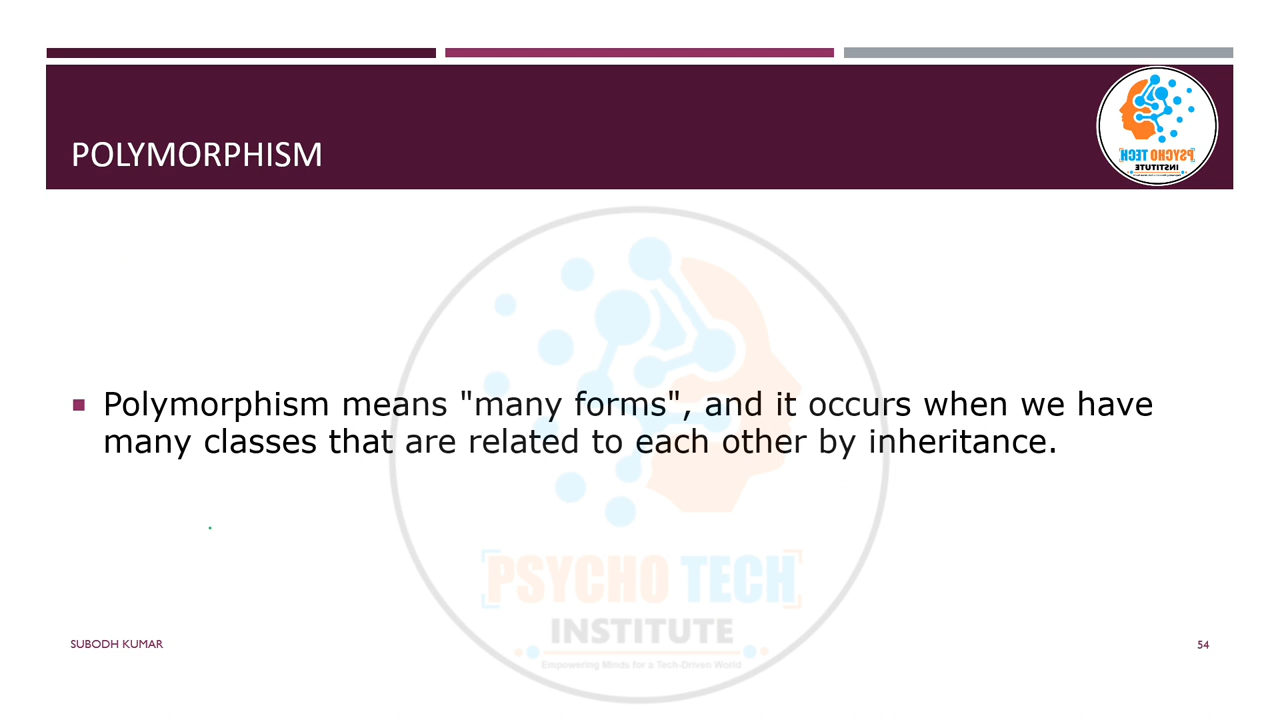 POLYMORPHISM
PSYCHO TECH
INSTITUTE
Polymorphism means "many forms", and it occurs when we have
many classes that are related to each other by inheritance.
PSYCHO TECH
INSTITUTE
Empowering Minds for a Tech-Driven World
SUBODH KUMAR
54